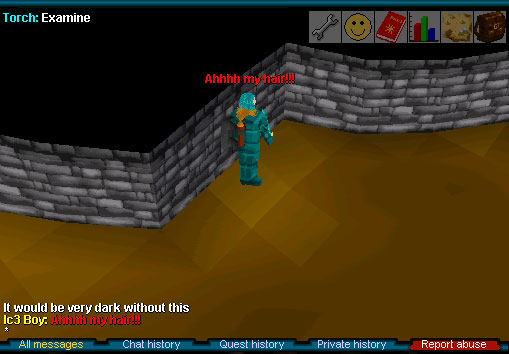 Torch: Examine
Ahhhh my hair!!!
It would be very dark without this
Ic3 Boy: Ahhhh my hair!!!
*
All messages Chat history Quest history Private history Report abuse